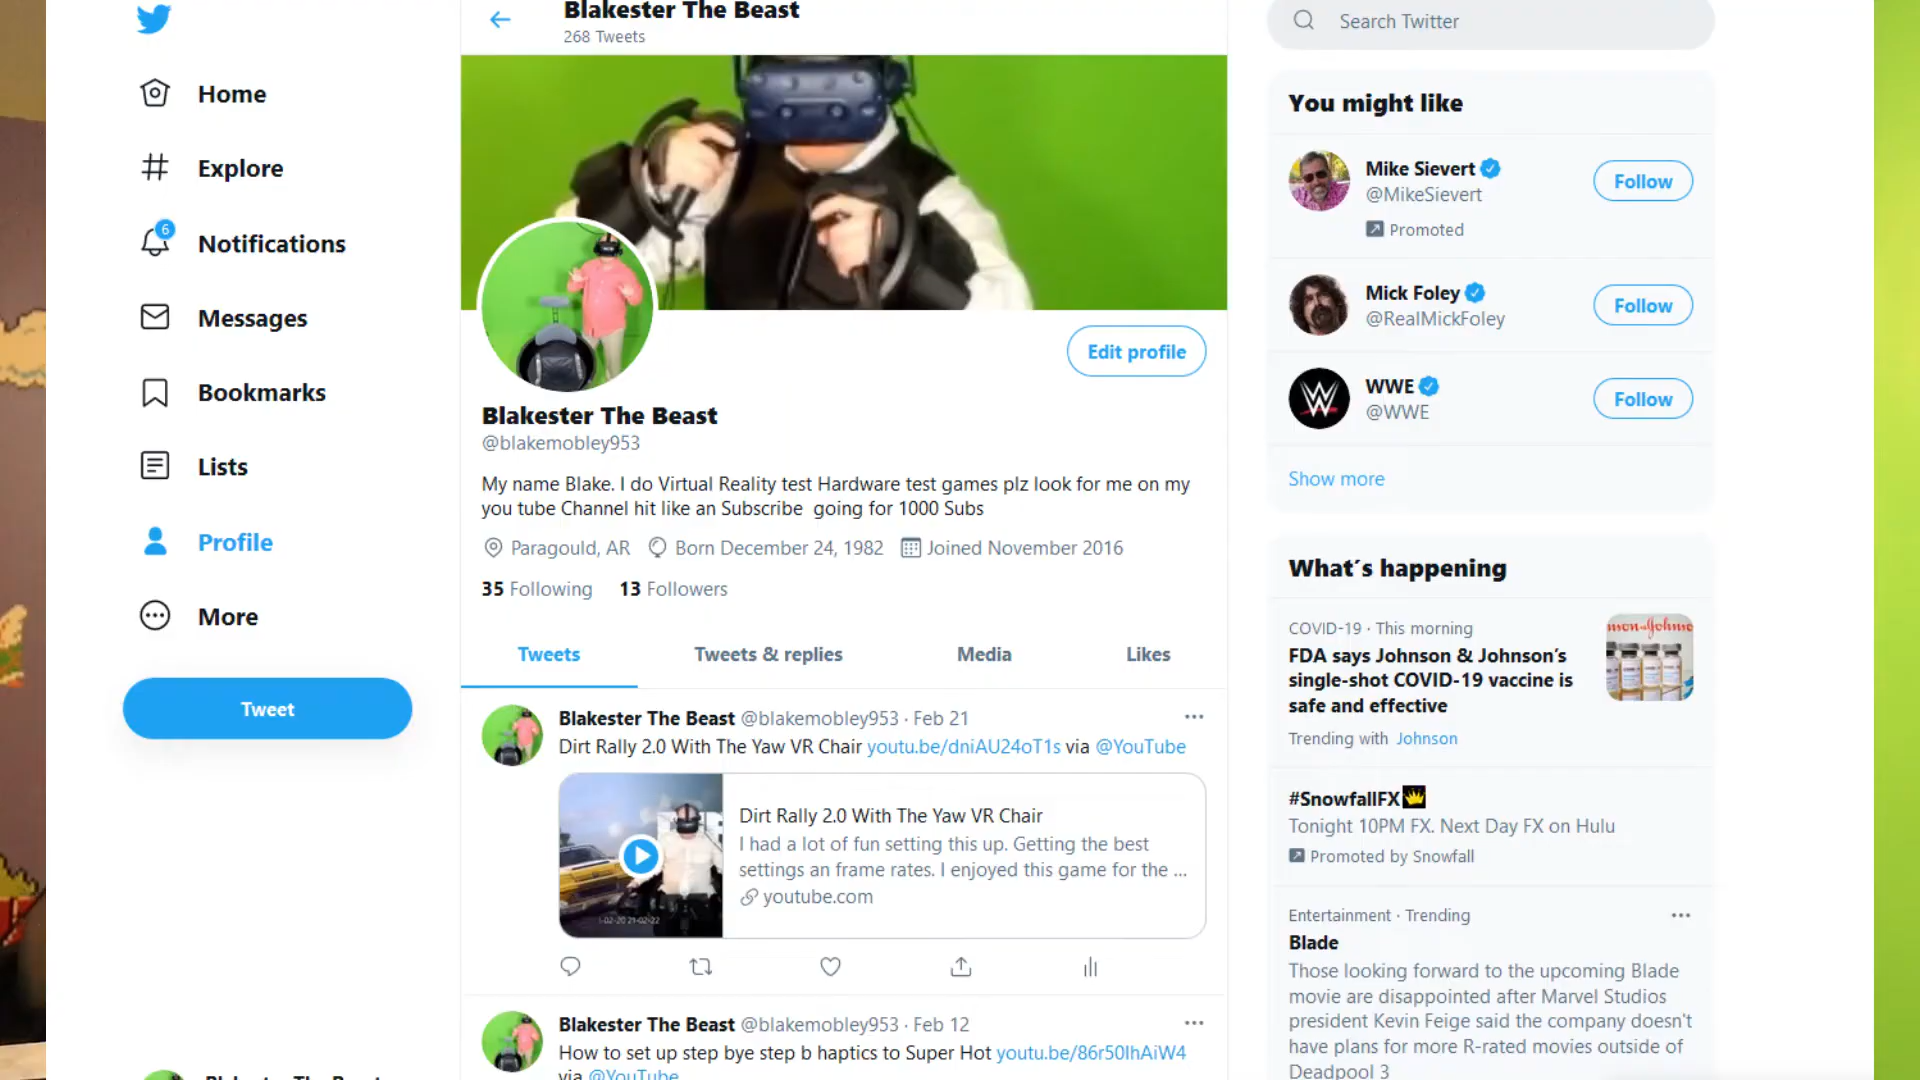 Blakester The Beast
268 Tweets
Home
Explore
6
Notifications
Messages
Bookmarks
Lists
Profile
More
Tweet
Edit profile
Blakester The Beast
@blakemobley953
My name Blake. I do Virtual Reality test Hardware test games plz look for me on my
you tube Channel hit like an Subscribe  going for 1000 Subs
Paragould, AR
Born December 24, 1982
Joined November 2016
35 Following
13 Followers
Tweets
Tweets & replies
Media
Likes
Blakester The Beast @blakemobley953 · Feb 21
Dirt Rally 2.0 With The Yaw VR Chair youtu.be/dniAU24oT1s via @YouTube
Dirt Rally 2.0 With The Yaw VR Chair
I had a lot of fun setting this up. Getting the best
settings an frame rates. I enjoyed this game for the ...
youtube.com
Blakester The Beast @blakemobley953 · Feb 12
How to set up step bye step b haptics to Super Hot youtu.be/86r50IhAiW4
via @YouTube
Search Twitter
You might like
Mike Sievert
@MikeSievert
Promoted
Follow
Mick Foley
@RealMickFoley
Follow
WWE
@WWE
Follow
Show more
What's happening
COVID-19 · This morning
FDA says Johnson & Johnson's
single-shot COVID-19 vaccine is
safe and effective
Trending with Johnson
#SnowfallFX
Tonight 10PM FX. Next Day FX on Hulu
Promoted by Snowfall
Entertainment · Trending
Blade
Those looking forward to the upcoming Blade
movie are disappointed after Marvel Studios
president Kevin Feige said the company doesn't
have plans for more R-rated movies outside of
Deadpool 3